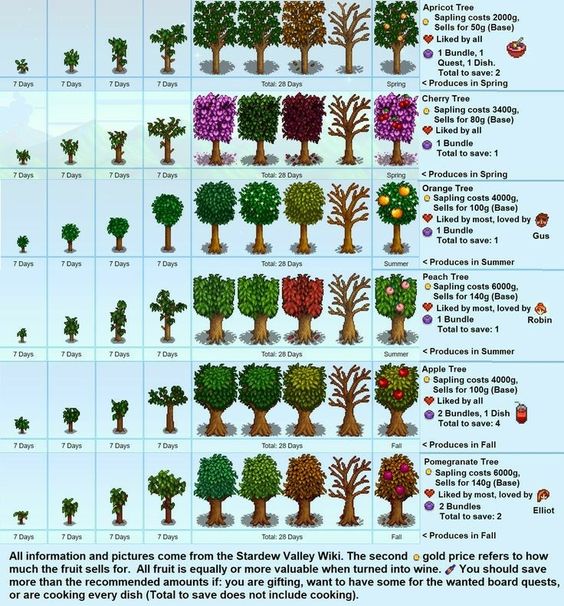 Apricot Tree
Sapling costs 2000g,
Sells for 50g (Base)
Liked by all
1 Bundle, 1
Quest, 1 Dish.
Total to save: 2
7 Days 7 Days 7 Days 7 Days Total: 28 Days Spring < Produces in Spring
Cherry Tree
Sapling costs 3400g,
Sells for 80g (Base)
Liked by all
1 Bundle
Total to save: 1
7 Days 7 Days 7 Days 7 Days Total: 28 Days Spring < Produces in Spring
Orange Tree
Sapling costs 4000g,
Sells for 100g (Base)
Liked by most, loved by
1 Bundle Gus
Total to save: 1
7 Days 7 Days 7 Days 7 Days Total: 28 Days Summer < Produces in Summer
Peach Tree
Sapling costs 6000g,
Sells for 140g (Base)
Liked by most, loved by
1 Bundle Robin
Total to save: 1
7 Days 7 Days 7 Days 7 Days Total: 28 Days Summer < Produces in Summer
Apple Tree
Sapling costs 4000g,
Sells for 100g (Base)
Liked by all
2 Bundles, 1 Dish
Total to save: 4
7 Days 7 Days 7 Days 7 Days Total: 28 Days Fall < Produces in Fall
Pomegranate Tree
Sapling costs 6000g,
Sells for 140g (Base)
Liked by most, loved by
2 Bundles Elliot
Total to save: 2
7 Days 7 Days 7 Days 7 Days Total: 28 Days Fall < Produces in Fall
All information and pictures come from the Stardew Valley Wiki. The second gold price refers to how
much the fruit sells for. All fruit is equally or more valuable when turned into wine. You should save
more than the recommended amounts if: you are gifting, want to have some for the wanted board quests,
or are cooking every dish (Total to save does not include cooking).